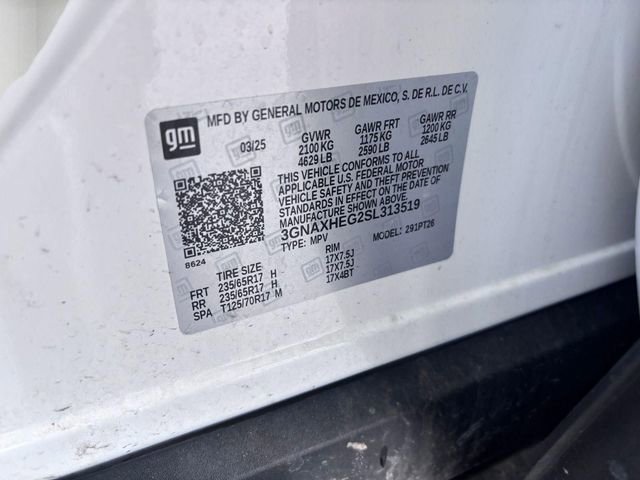 gm
MFD BY GENERAL MOTORS DE MEXICO, S. DE R.L. DE C.V.
03/25 GVWR GAWR FRT GAWR RR
2100 KG 1175 KG 1200 KG
4629 LB 2590 LB 2645 LB
THIS VEHICLE CONFORMS TO ALL
APPLICABLE U.S. FEDERAL MOTOR
VEHICLE SAFETY AND THEFT PREVENTION
STANDARDS IN EFFECT ON THE DATE OF
MANUFACTURE SHOWN ABOVE.
3GNAXHEG2SL313519
TYPE: MPV MODEL: 291PT26
8624
TIRE SIZE RIM
FRT 235/65R17 H 17X7.5J
RR 235/65R17 H 17X7.5J
SPA T125/70R17 M 17X4BT